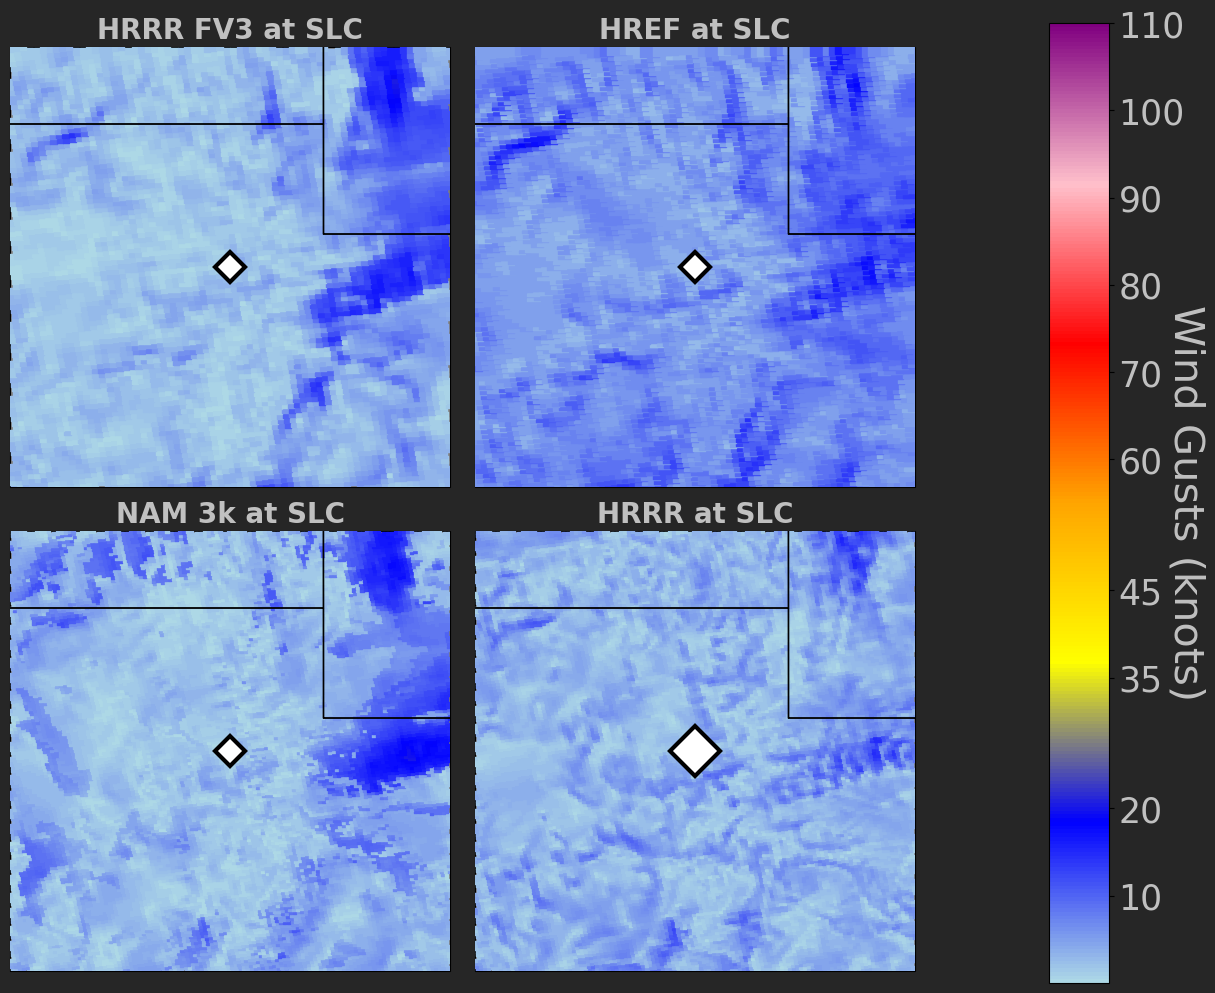 HRRR FV3 at SLC
HREF at SLC
NAM 3k at SLC
HRRR at SLC
110
100
90
80
70
60
45
35
20
10
Wind Gusts (knots)